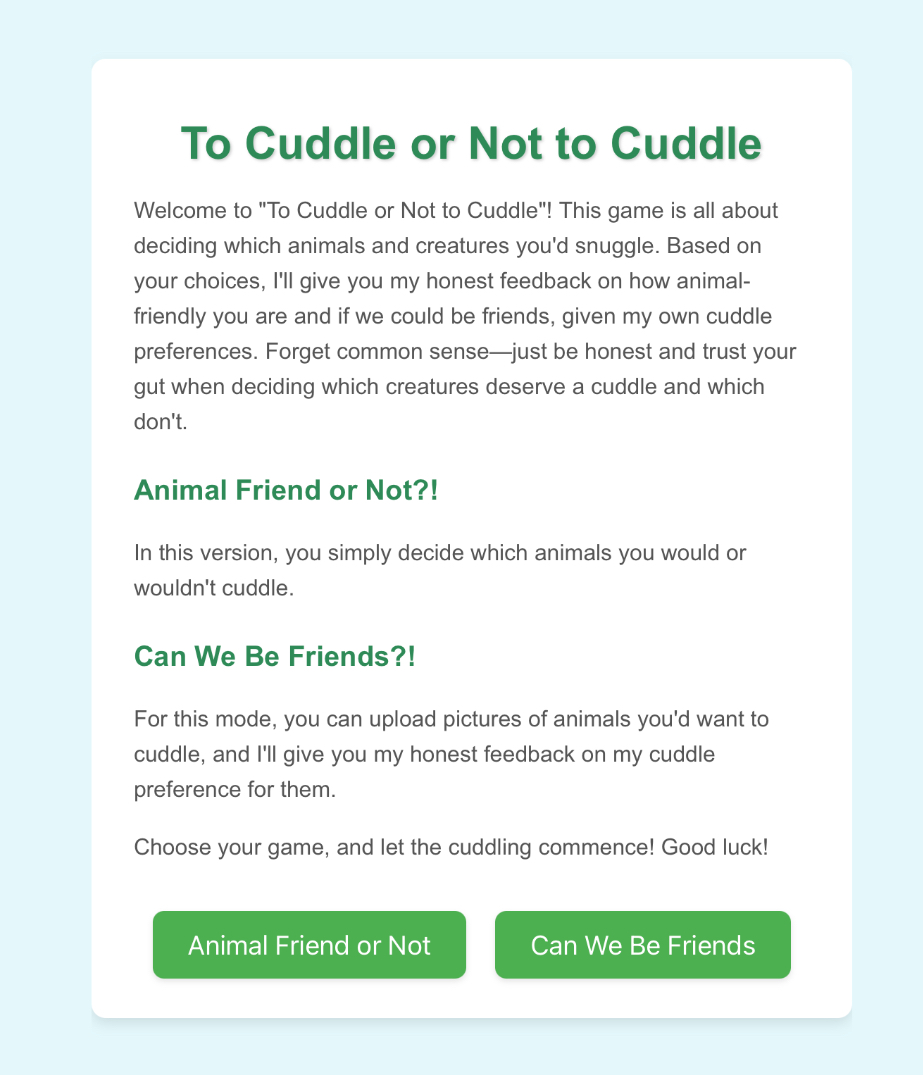 To Cuddle or Not to Cuddle
Welcome to "To Cuddle or Not to Cuddle"! This game is all about
deciding which animals and creatures you'd snuggle. Based on
your choices, I'll give you my honest feedback on how animal-
friendly you are and if we could be friends, given my own cuddle
preferences. Forget common sense—just be honest and trust your
gut when deciding which creatures deserve a cuddle and which
don't.
Animal Friend or Not?!
In this version, you simply decide which animals you would or
wouldn't cuddle.
Can We Be Friends?!
For this mode, you can upload pictures of animals you'd want to
cuddle, and I'll give you my honest feedback on my cuddle
preference for them.
Choose your game, and let the cuddling commence! Good luck!
Animal Friend or Not
Can We Be Friends